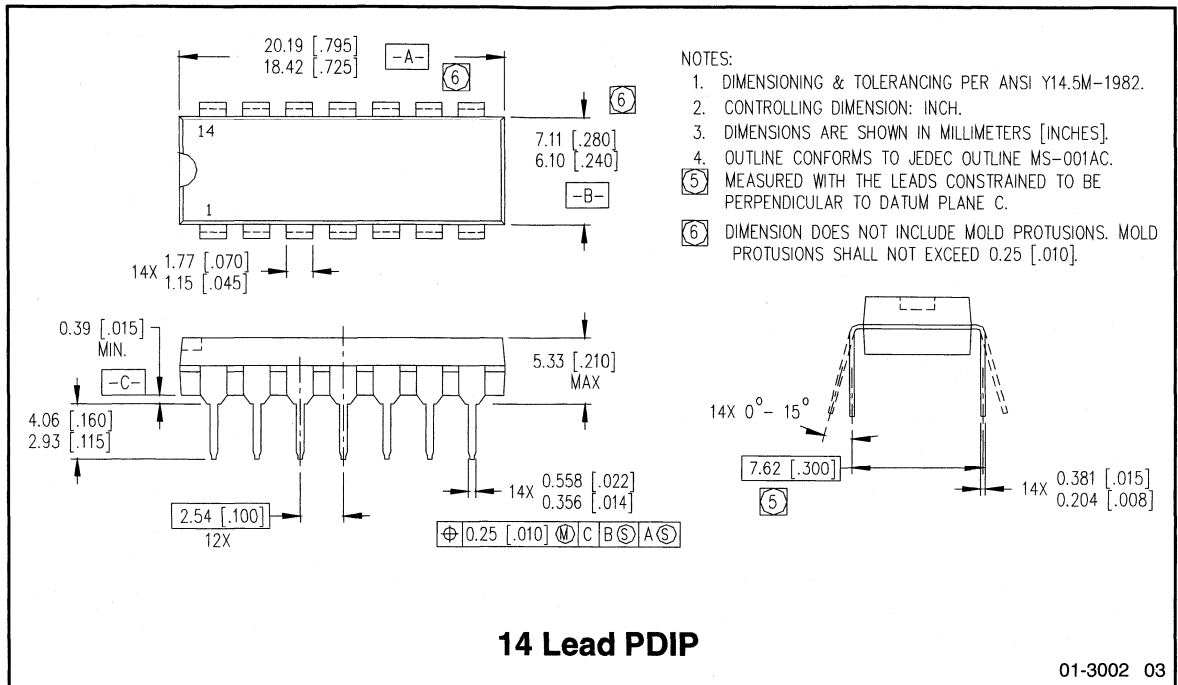 20.19 [.795]
18.42 [.725]
-A-
6
6
14
1
7.11 [.280]
6.10 [.240]
-B-
14X 1.77 [.070]
1.15 [.045]
NOTES:
1. DIMENSIONING & TOLERANCING PER ANSI Y14.5M-1982.
2. CONTROLLING DIMENSION: INCH.
3. DIMENSIONS ARE SHOWN IN MILLIMETERS [INCHES].
4. OUTLINE CONFORMS TO JEDEC OUTLINE MS-001AC.
5 MEASURED WITH THE LEADS CONSTRAINED TO BE
PERPENDICULAR TO DATUM PLANE C.
6 DIMENSION DOES NOT INCLUDE MOLD PROTUSIONS. MOLD
PROTUSIONS SHALL NOT EXCEED 0.25 [.010].
0.39 [.015]
MIN.
-C-
4.06 [.160]
2.93 [.115]
5.33 [.210]
MAX
2.54 [.100]
12X
14X 0.558 [.022]
0.356 [.014]
⌖ 0.25 [.010] Ⓜ C B Ⓢ A Ⓢ
14X 0°- 15°
7.62 [.300]
5
14X 0.381 [.015]
0.204 [.008]
14 Lead PDIP
01-3002 03